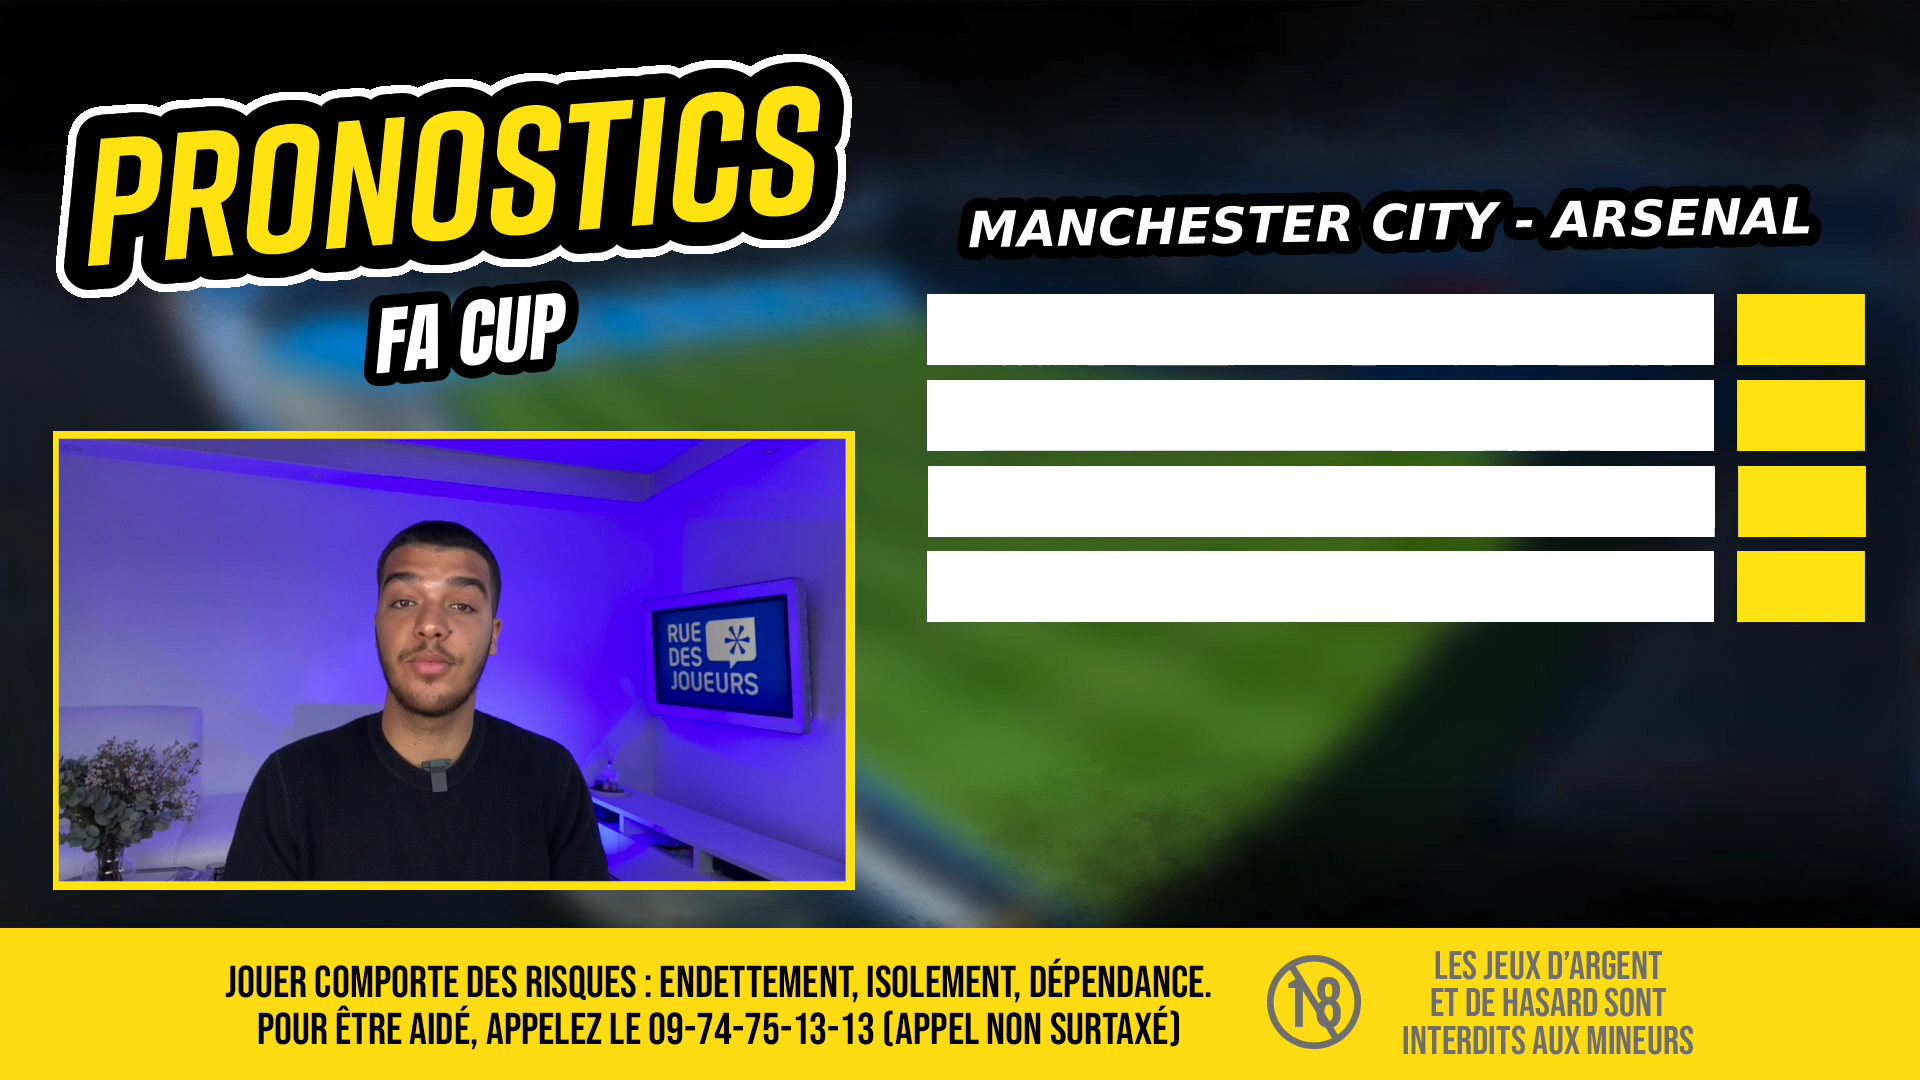 PRONOSTICS
FA CUP
MANCHESTER CITY - ARSENAL
RUE
DES
JOUEURS
JOUER COMPORTE DES RISQUES : ENDETTEMENT, ISOLEMENT, DÉPENDANCE.
POUR ÊTRE AIDÉ, APPELEZ LE 09-74-75-13-13 (APPEL NON SURTAXÉ)
18
LES JEUX D'ARGENT
ET DE HASARD SONT
INTERDITS AUX MINEURS